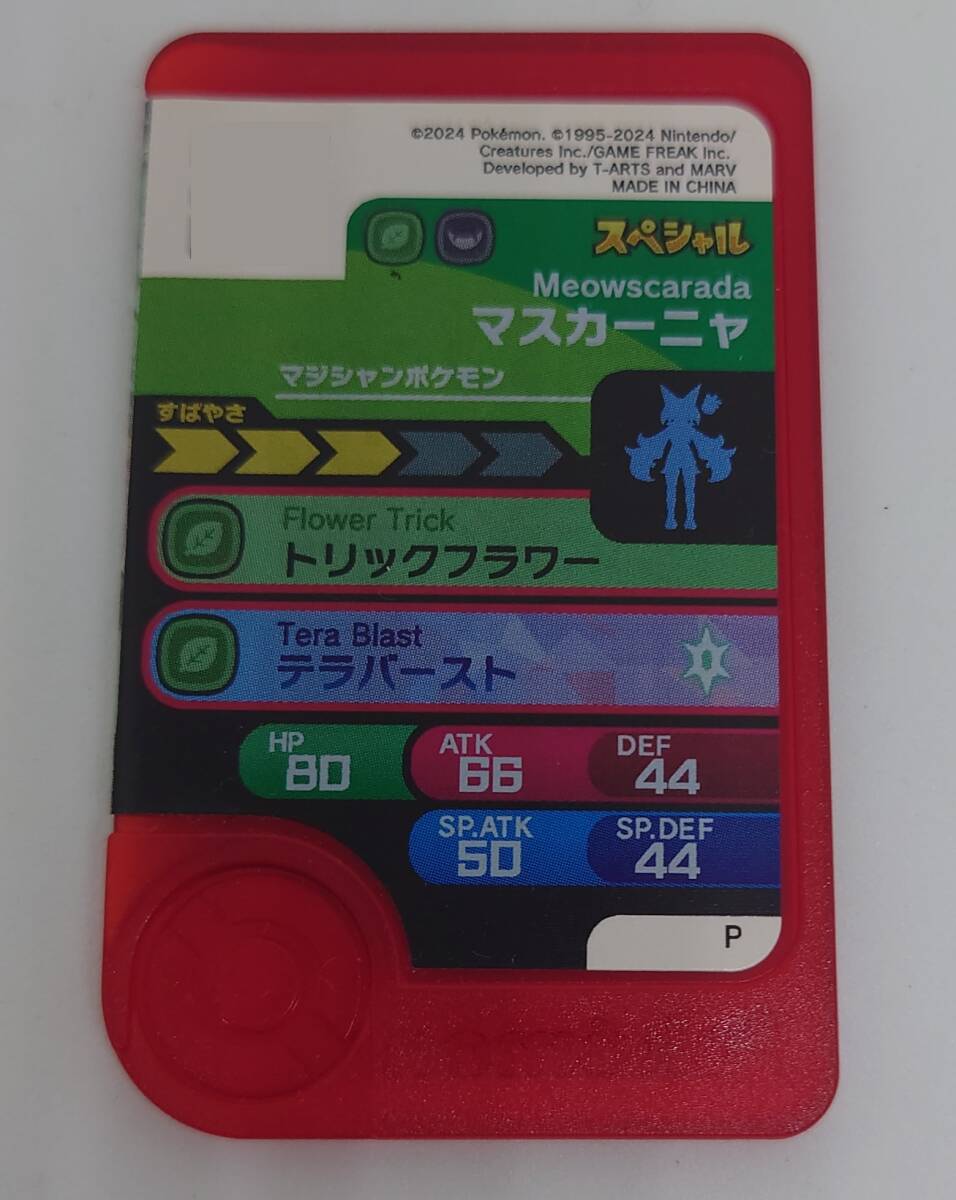 ©2024 Pokémon. ©1995-2024 Nintendo/
Creatures Inc./GAME FREAK inc.
Developed by T-ARTS and MARV
MADE IN CHINA
スペシャル
Meowscarada
マスカーニャ
マジシャンポケモン
すばやさ
Flower Trick
トリックフラワー
Tera Blast
テラバースト
HP
80
ATK
66
DEF
44
SP.ATK
50
SP.DEF
44
P